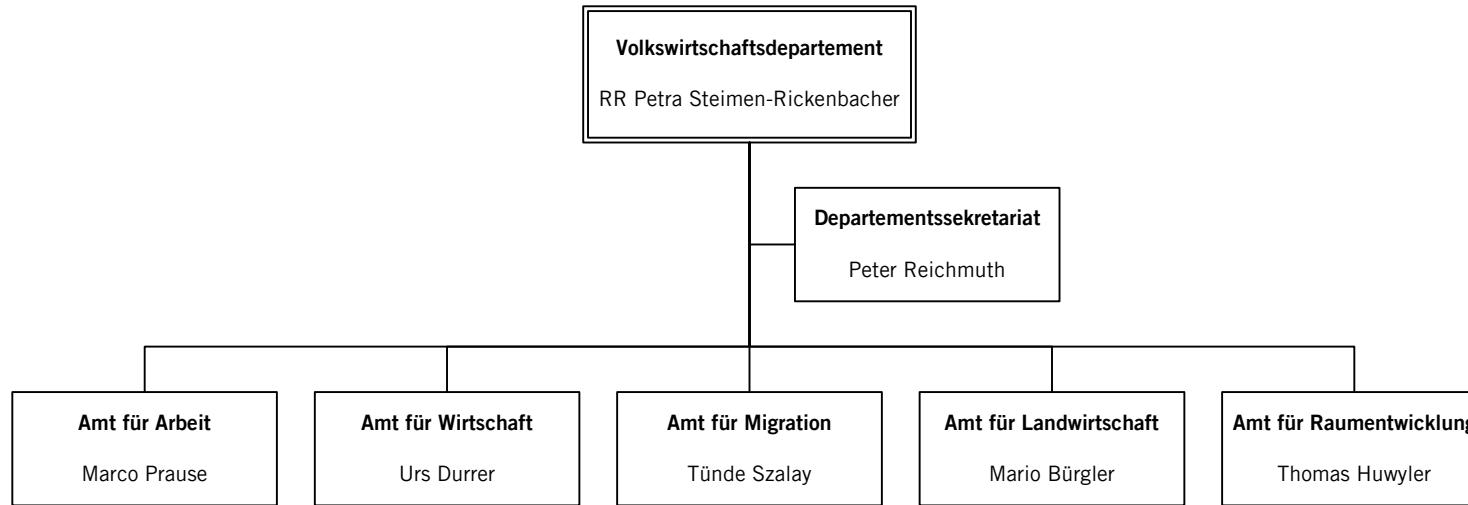 Volkswirtschaftsdepartement
RR Petra Steimen-Rickenbacher
Departementssekretariat
Peter Reichmuth
Amt für Arbeit
Marco Prause
Amt für Wirtschaft
Urs Durrer
Amt für Migration
Tünde Szalay
Amt für Landwirtschaft
Mario Bürgler
Amt für Raumentwicklung
Thomas Huwyler